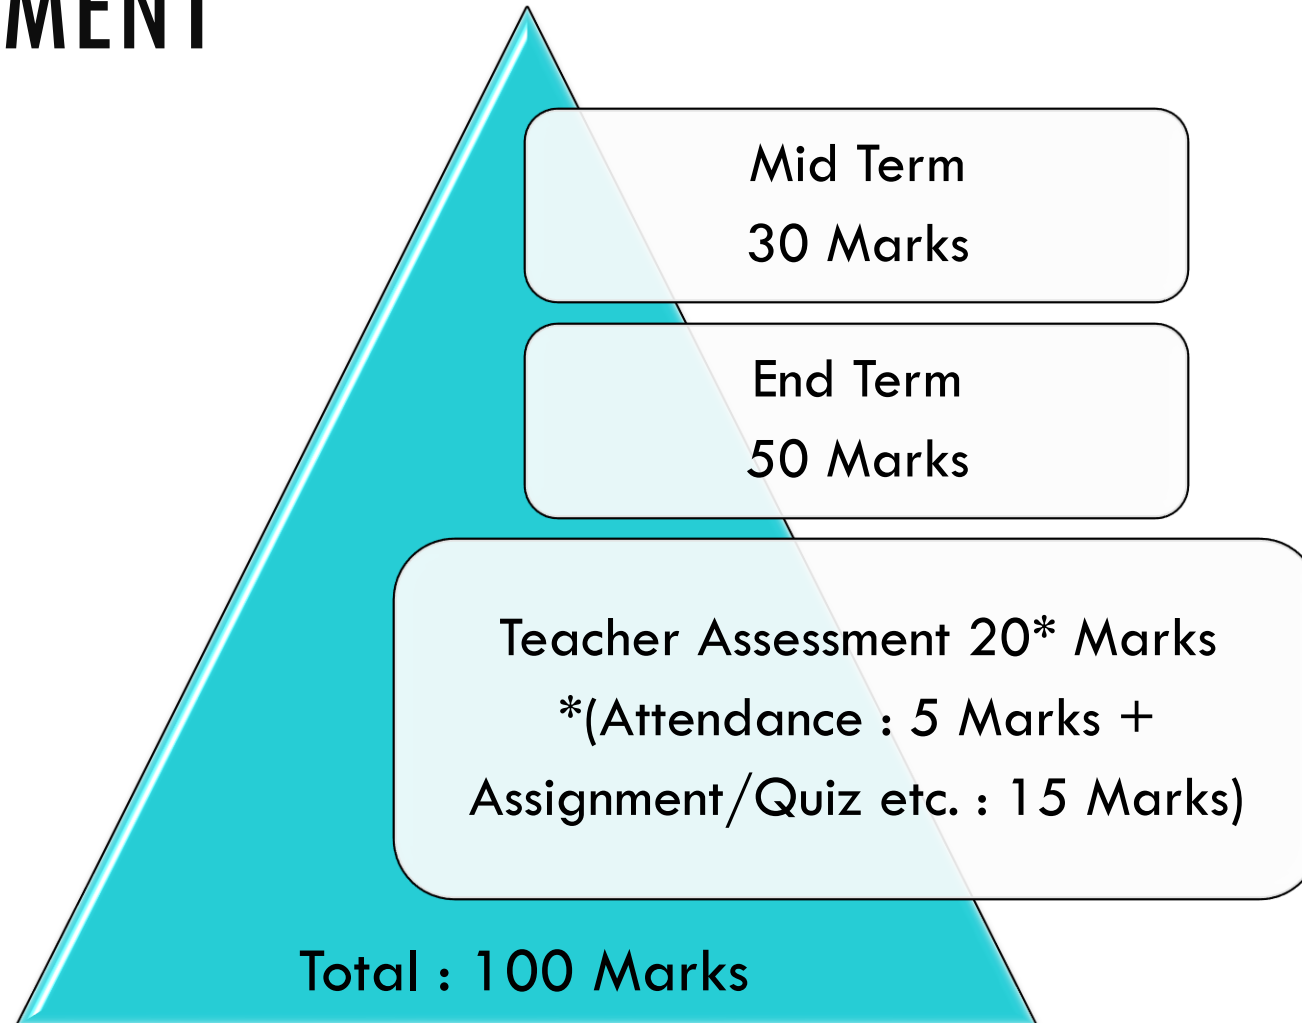 MENT
Mid Term
30 Marks
End Term
50 Marks
Teacher Assessment 20* Marks
*(Attendance : 5 Marks +
Assignment/Quiz etc. : 15 Marks)
Total : 100 Marks